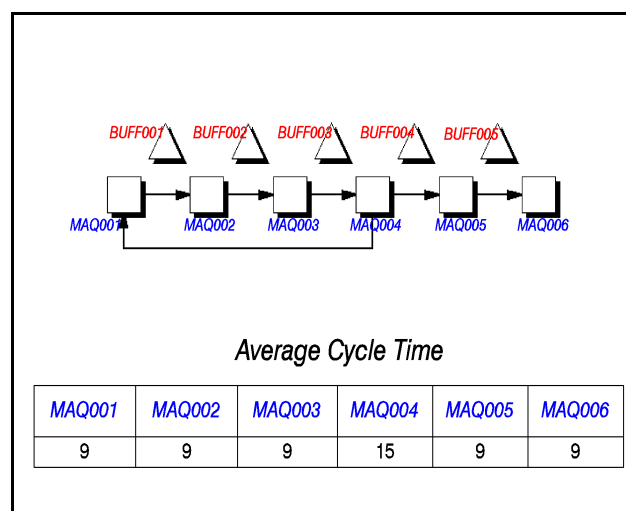 BUFF001 BUFF002 BUFF003 BUFF004 BUFF005
MAQ001 MAQ002 MAQ003 MAQ004 MAQ005 MAQ006
Average Cycle Time
MAQ001 MAQ002 MAQ003 MAQ004 MAQ005 MAQ006
9 9 9 15 9 9